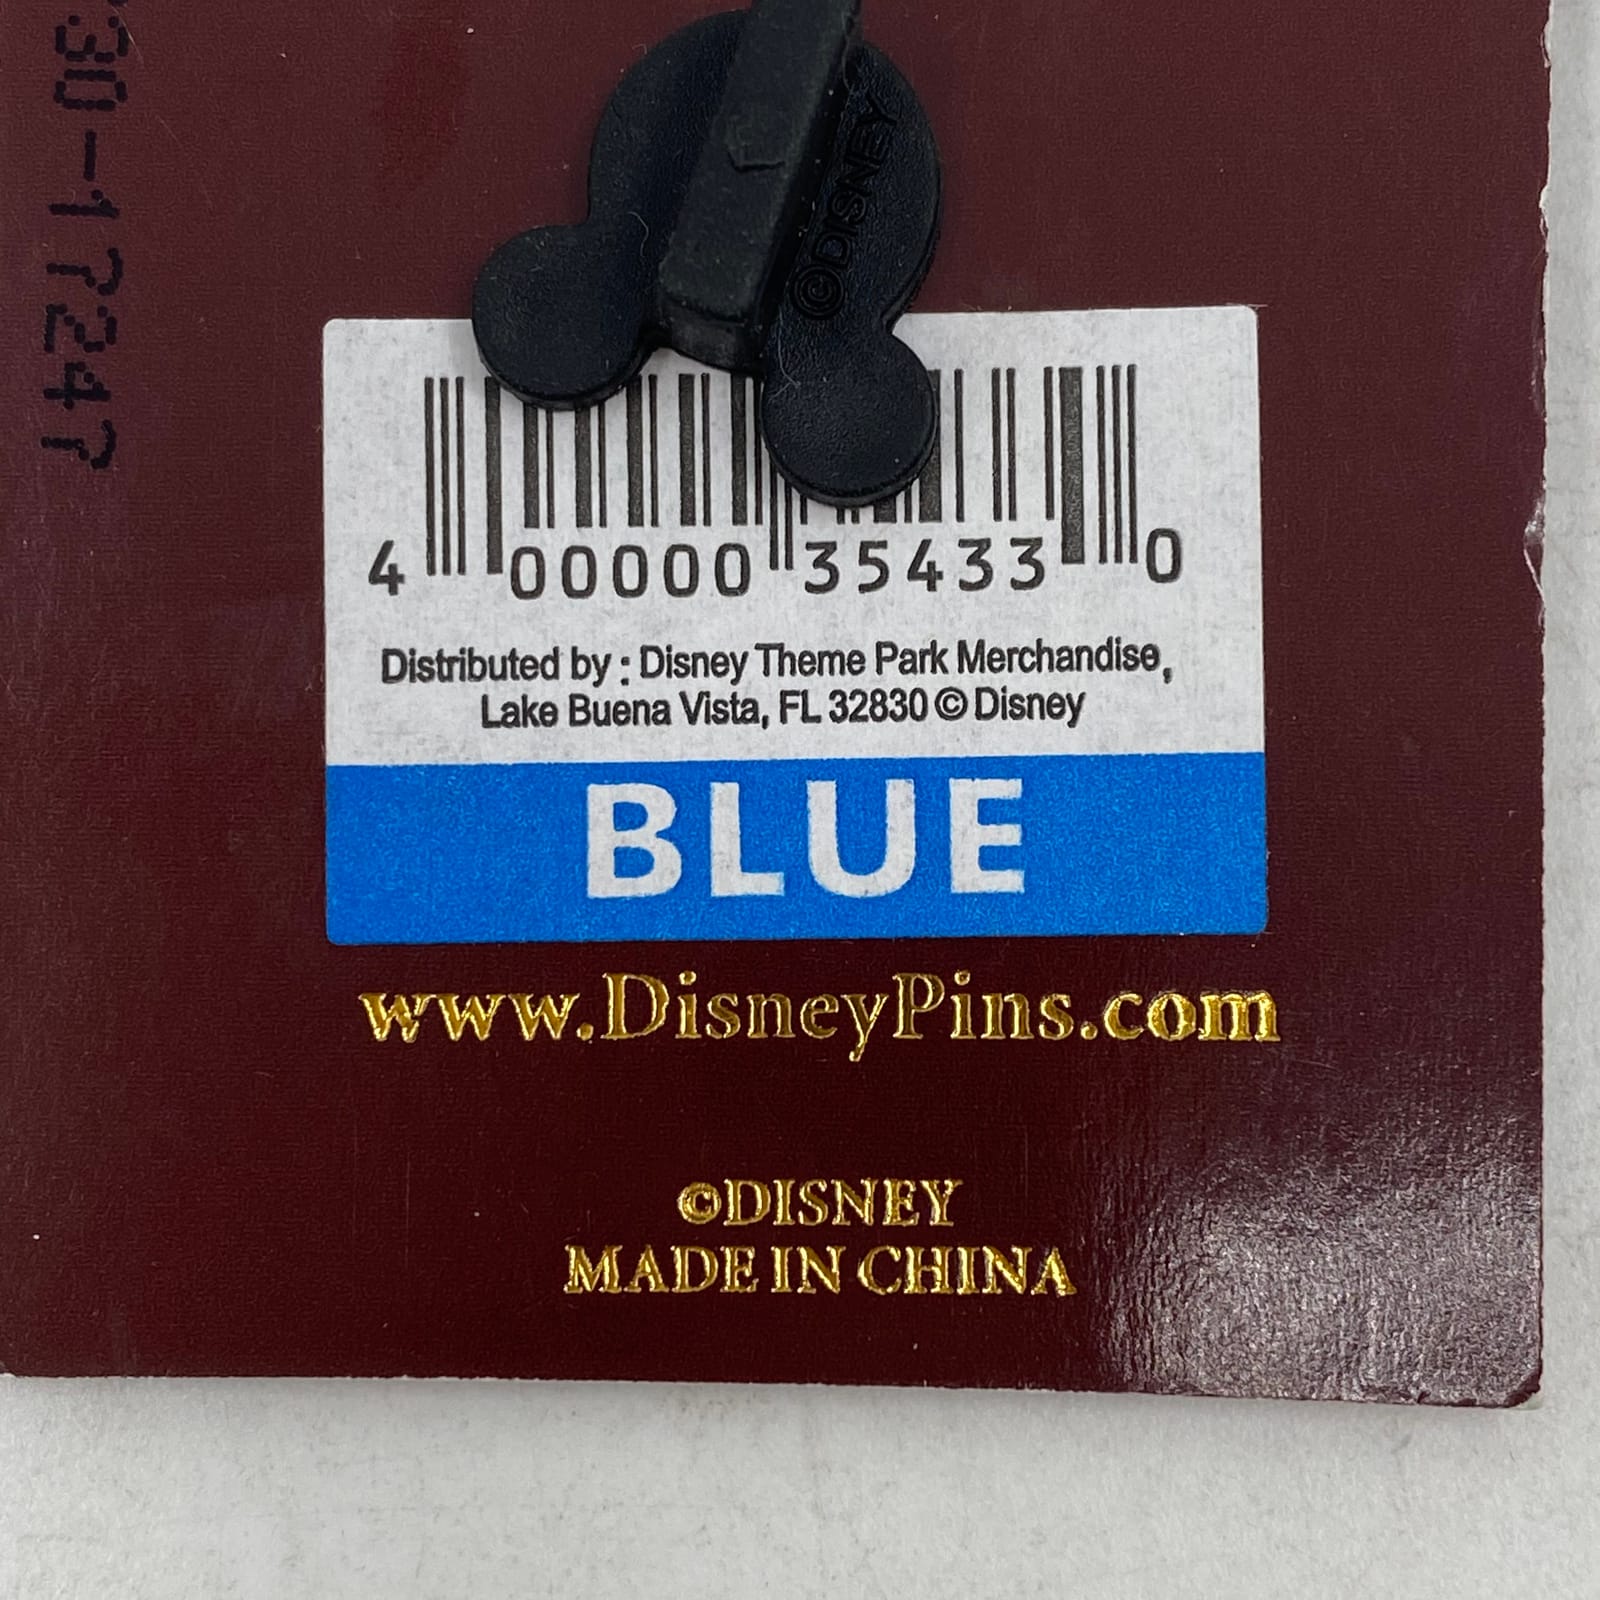 30-17247
©DISNEY
4 00000 35433 0
Distributed by : Disney Theme Park Merchandise,
Lake Buena Vista, FL 32830 © Disney
BLUE
www.DisneyPins.com
©DISNEY
MADE IN CHINA